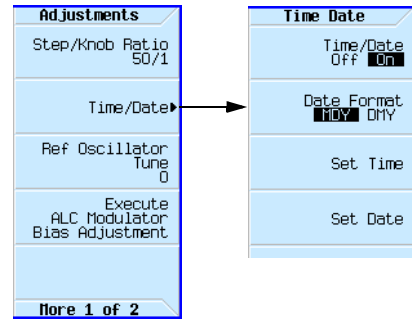 Adjustments
Step/Knob Ratio
50/1
Time/Date
Ref Oscillator
Tune
0
Execute
ALC Modulator
Bias Adjustment
More 1 of 2
Time Date
Time/Date
Off On
Date Format
MDY DMY
Set Time
Set Date